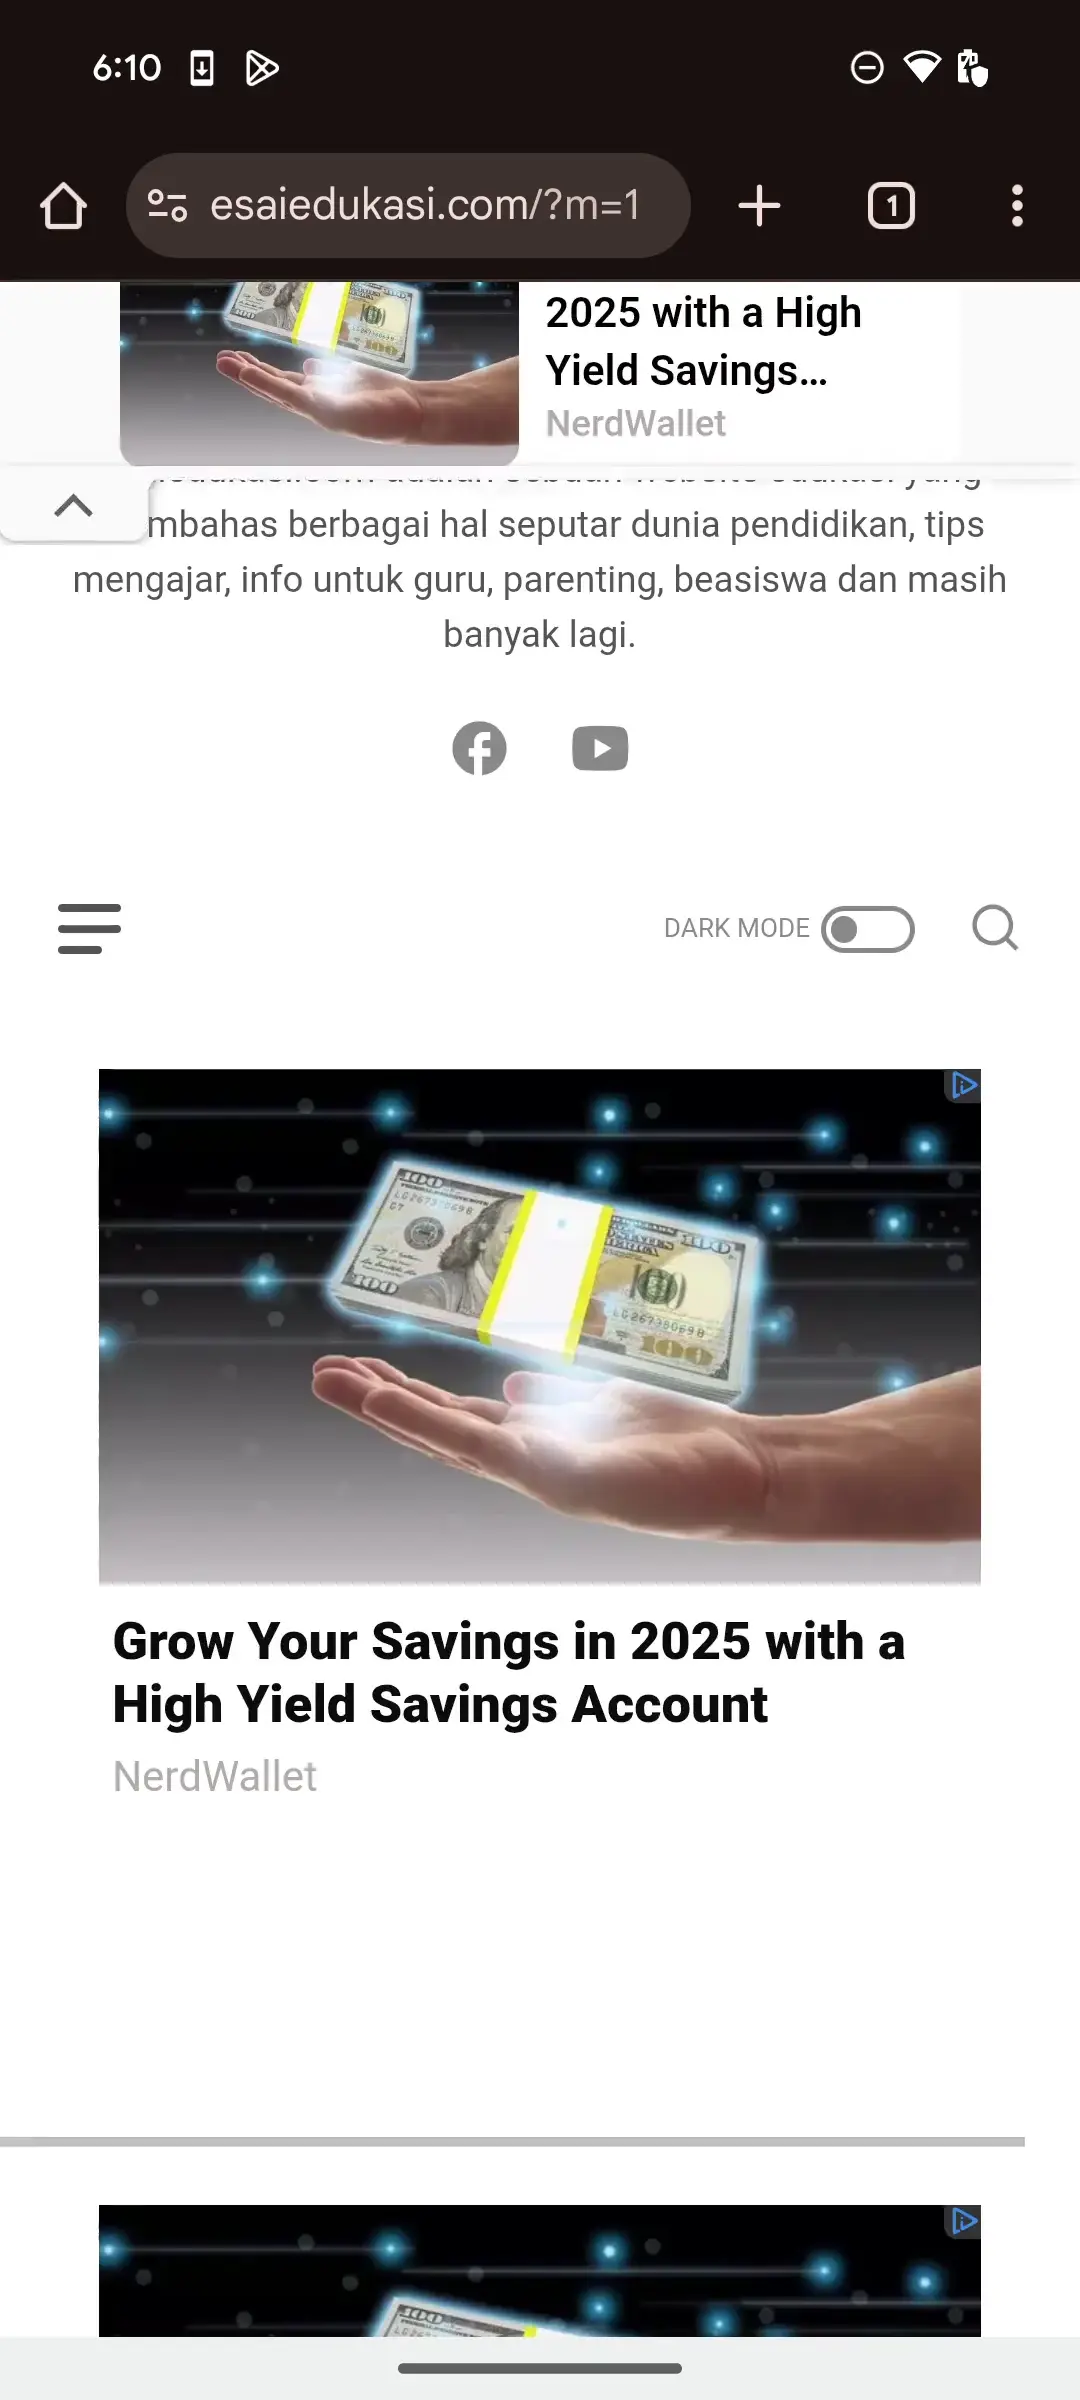 6:10
esaiedukasi.com/?m=1
1
2025 with a High
Yield Savings...
NerdWallet
mbahas berbagai hal seputar dunia pendidikan, tips
mengajar, info untuk guru, parenting, beasiswa dan masih
banyak lagi.
DARK MODE
Grow Your Savings in 2025 with a
High Yield Savings Account
NerdWallet